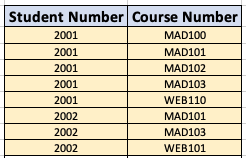 Student Number Course Number
2001 MAD100
2001 MAD101
2001 MAD102
2001 MAD103
2001 WEB110
2002 MAD101
2002 MAD103
2002 WEB101